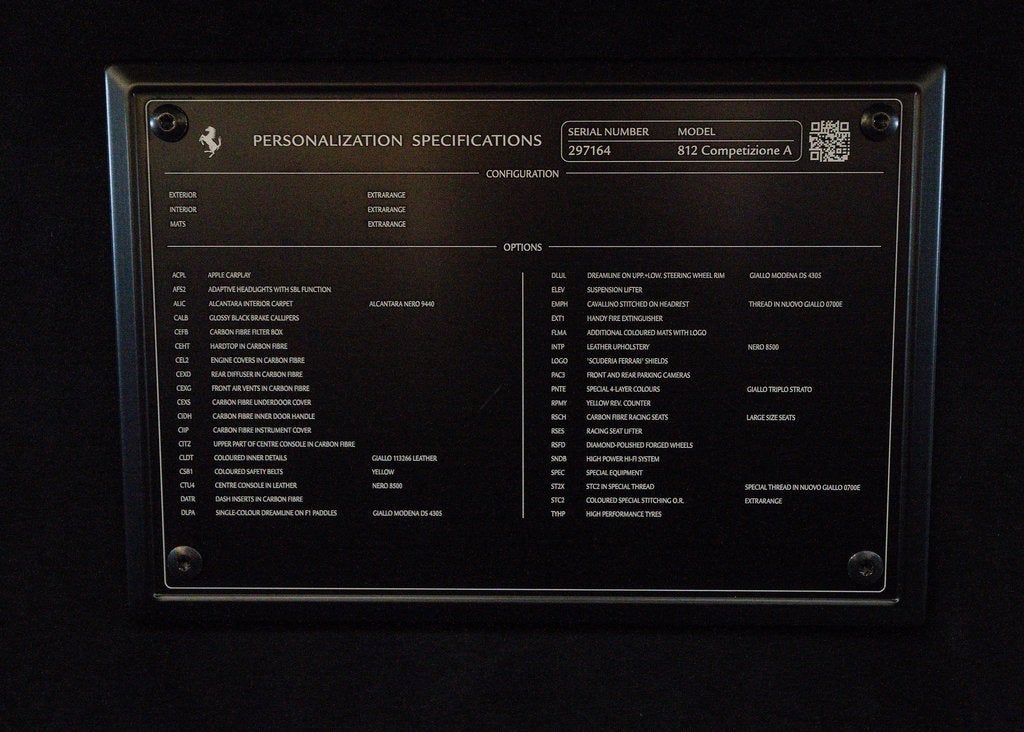 PERSONALIZATION SPECIFICATIONS
SERIAL NUMBER MODEL
297164 812 Competizione A
CONFIGURATION
EXTERIOR EXTRARANGE
INTERIOR EXTRARANGE
MATS EXTRARANGE
OPTIONS
ACPL APPLE CARPLAY
AFS2 ADAPTIVE HEADLIGHTS WITH SBL FUNCTION
ALIC ALCANTARA INTERIOR CARPET ALCANTARA NERO 9440
CALB GLOSSY BLACK BRAKE CALLIPERS
CEFB CARBON FIBRE FILTER BOX
CEHT HARDTOP IN CARBON FIBRE
CEL2 ENGINE COVERS IN CARBON FIBRE
CEXD REAR DIFFUSER IN CARBON FIBRE
CEXG FRONT AIR VENTS IN CARBON FIBRE
CEXS CARBON FIBRE UNDERDOOR COVER
CIDH CARBON FIBRE INNER DOOR HANDLE
CIIP CARBON FIBRE INSTRUMENT COVER
CITZ UPPER PART OF CENTRE CONSOLE IN CARBON FIBRE
CLDT COLOURED INNER DETAILS GIALLO 113266 LEATHER
CSB1 COLOURED SAFETY BELTS YELLOW
CTU4 CENTRE CONSOLE IN LEATHER NERO 8500
DATR DASH INSERTS IN CARBON FIBRE
DLPA SINGLE-COLOUR DREAMLINE ON F1 PADDLES GIALLO MODENA DS 4305
DLUL DREAMLINE ON UPP.+LOW. STEERING WHEEL RIM GIALLO MODENA DS 4305
ELEV SUSPENSION LIFTER
EMPH CAVALLINO STITCHED ON HEADREST THREAD IN NUOVO GIALLO 0700E
EXT1 HANDY FIRE EXTINGUISHER
FLMA ADDITIONAL COLOURED MATS WITH LOGO
INTP LEATHER UPHOLSTERY NERO 8500
LOGO "SCUDERIA FERRARI" SHIELDS
PAC3 FRONT AND REAR PARKING CAMERAS
PNTE SPECIAL 4-LAYER COLOURS GIALLO TRIPLO STRATO
RPMY YELLOW REV. COUNTER
RSCH CARBON FIBRE RACING SEATS LARGE SIZE SEATS
RSES RACING SEAT LIFTER
RSFD DIAMOND-POLISHED FORGED WHEELS
SNDB HIGH POWER HI-FI SYSTEM
SPEC SPECIAL EQUIPMENT
ST2X STC2 IN SPECIAL THREAD SPECIAL THREAD IN NUOVO GIALLO 0700E
STC2 COLOURED SPECIAL STITCHING O.R. EXTRARANGE
TYHP HIGH PERFORMANCE TYRES